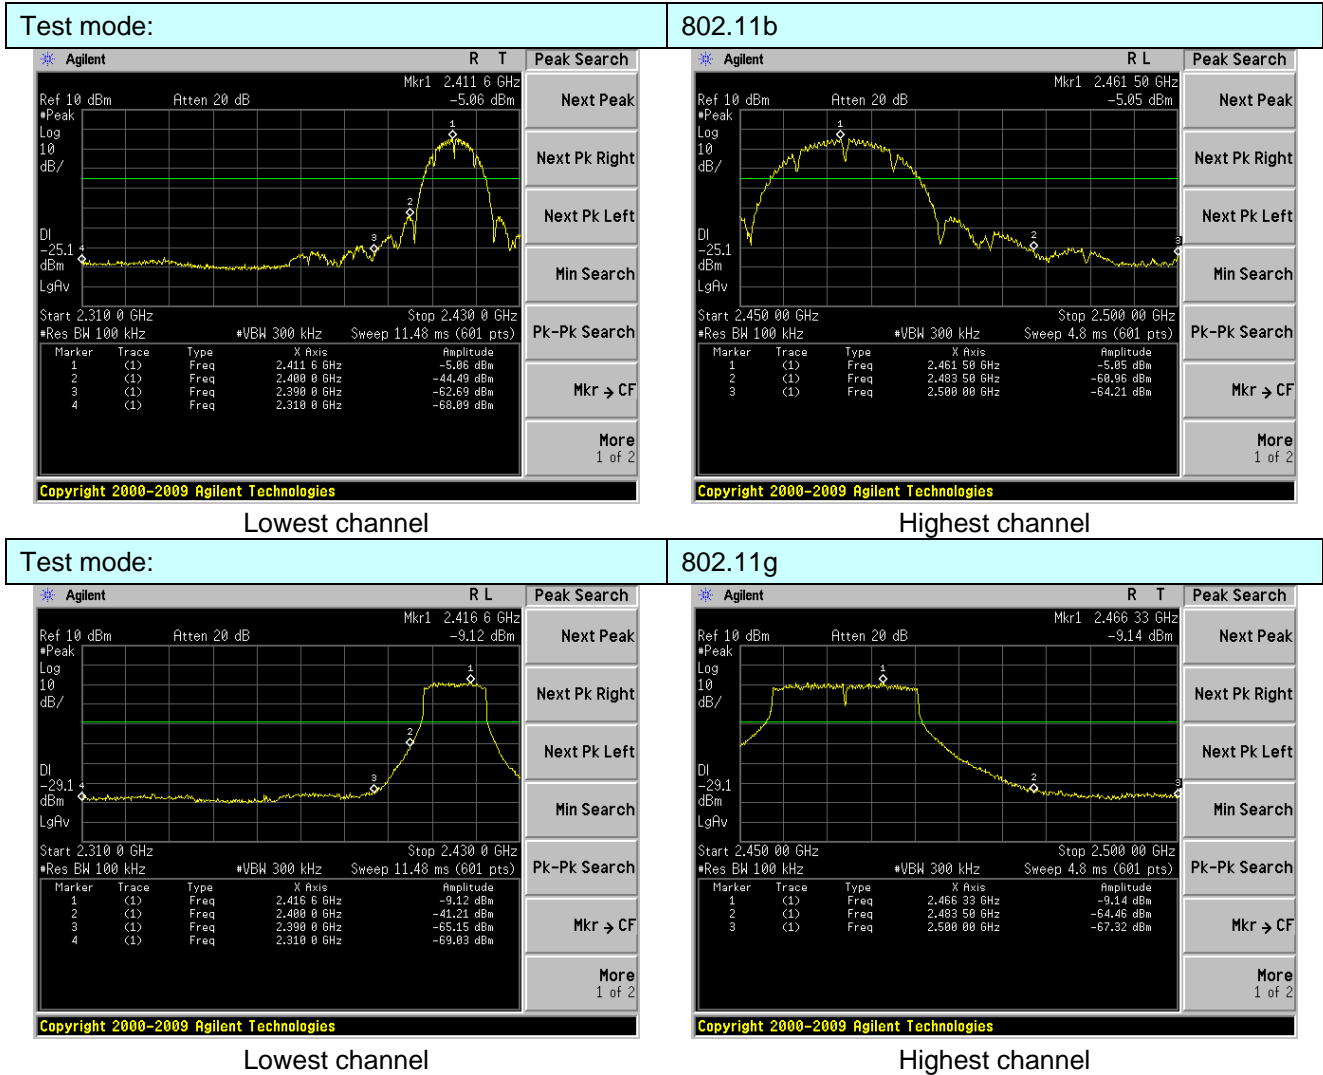 Test mode: 802.11b
Agilent R T Peak Search
Mkr1 2.411 6 GHz
Ref 10 dBm Atten 20 dB -5.06 dBm
#Peak
Log
10
dB/
1
2
3
4
DI
-25.1
dBm
LgAv
Start 2.310 0 GHz Stop 2.430 0 GHz
#Res BW 100 kHz #VBW 300 kHz Sweep 11.48 ms (601 pts)
Marker Trace Type X Axis Amplitude
1 (1) Freq 2.411 6 GHz -5.06 dBm
2 (1) Freq 2.400 0 GHz -44.49 dBm
3 (1) Freq 2.390 0 GHz -62.69 dBm
4 (1) Freq 2.310 0 GHz -68.09 dBm
Next Peak
Next Pk Right
Next Pk Left
Min Search
Pk-Pk Search
Mkr → CF
More
1 of 2
Copyright 2000-2009 Agilent Technologies
Lowest channel
Agilent R L Peak Search
Mkr1 2.461 50 GHz
Ref 10 dBm Atten 20 dB -5.05 dBm
#Peak
Log
10
dB/
1
2
3
DI
-25.1
dBm
LgAv
Start 2.450 00 GHz Stop 2.500 00 GHz
#Res BW 100 kHz #VBW 300 kHz Sweep 4.8 ms (601 pts)
Marker Trace Type X Axis Amplitude
1 (1) Freq 2.461 50 GHz -5.05 dBm
2 (1) Freq 2.483 50 GHz -60.96 dBm
3 (1) Freq 2.500 00 GHz -64.21 dBm
Next Peak
Next Pk Right
Next Pk Left
Min Search
Pk-Pk Search
Mkr → CF
More
1 of 2
Copyright 2000-2009 Agilent Technologies
Highest channel
Test mode: 802.11g
Agilent R L Peak Search
Mkr1 2.416 6 GHz
Ref 10 dBm Atten 20 dB -9.12 dBm
#Peak
Log
10
dB/
1
2
3
4
DI
-29.1
dBm
LgAv
Start 2.310 0 GHz Stop 2.430 0 GHz
#Res BW 100 kHz #VBW 300 kHz Sweep 11.48 ms (601 pts)
Marker Trace Type X Axis Amplitude
1 (1) Freq 2.416 6 GHz -9.12 dBm
2 (1) Freq 2.400 0 GHz -41.21 dBm
3 (1) Freq 2.390 0 GHz -65.15 dBm
4 (1) Freq 2.310 0 GHz -69.03 dBm
Next Peak
Next Pk Right
Next Pk Left
Min Search
Pk-Pk Search
Mkr → CF
More
1 of 2
Copyright 2000-2009 Agilent Technologies
Lowest channel
Agilent R T Peak Search
Mkr1 2.466 33 GHz
Ref 10 dBm Atten 20 dB -9.14 dBm
#Peak
Log
10
dB/
1
2
3
DI
-29.1
dBm
LgAv
Start 2.450 00 GHz Stop 2.500 00 GHz
#Res BW 100 kHz #VBW 300 kHz Sweep 4.8 ms (601 pts)
Marker Trace Type X Axis Amplitude
1 (1) Freq 2.466 33 GHz -9.14 dBm
2 (1) Freq 2.483 50 GHz -64.46 dBm
3 (1) Freq 2.500 00 GHz -67.32 dBm
Next Peak
Next Pk Right
Next Pk Left
Min Search
Pk-Pk Search
Mkr → CF
More
1 of 2
Copyright 2000-2009 Agilent Technologies
Highest channel